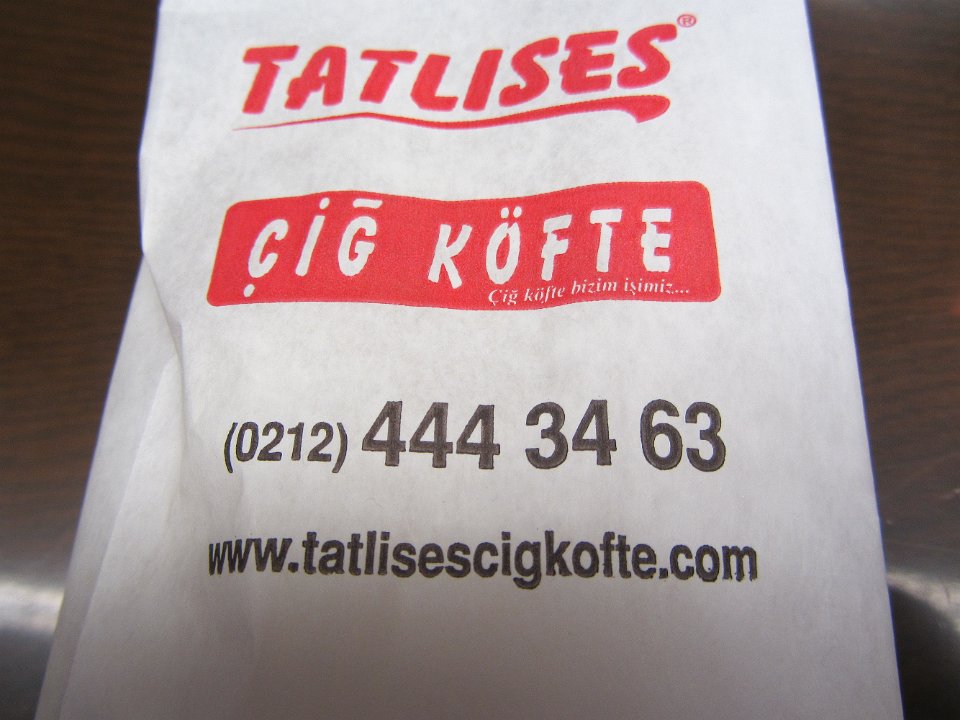 TATLISES®
ÇİĞ KÖFTE
Çiğ köfte bizim işimiz...
(0212) 444 34 63
www.tatlisescigkofte.com